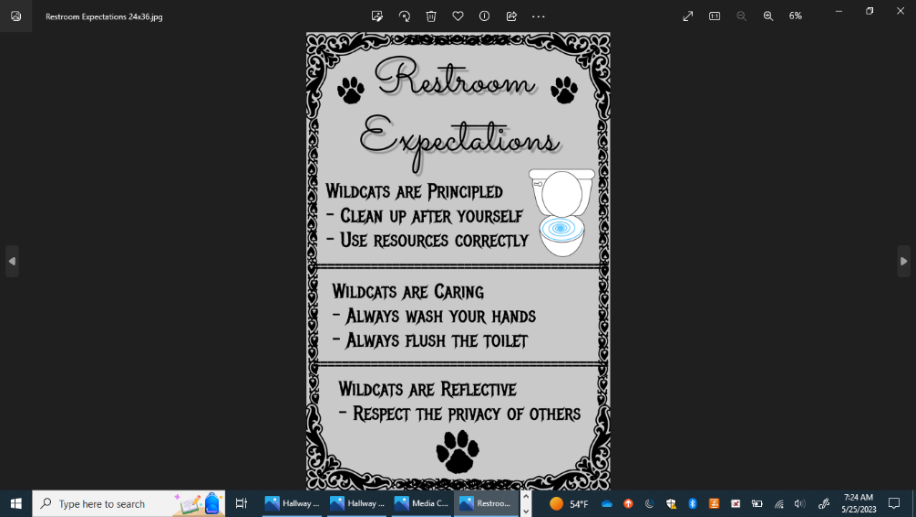 Restroom Expectations 24x36.jpg
6%
Restroom
Expectations
Wildcats are Principled
- Clean up after yourself
- Use resources correctly
Wildcats are Caring
- Always wash your hands
- Always flush the toilet
Wildcats are Reflective
- Respect the privacy of others
Type here to search
Hallway ...
Hallway ...
Media C...
Restroo...
54°F
7:24 AM
5/25/2023